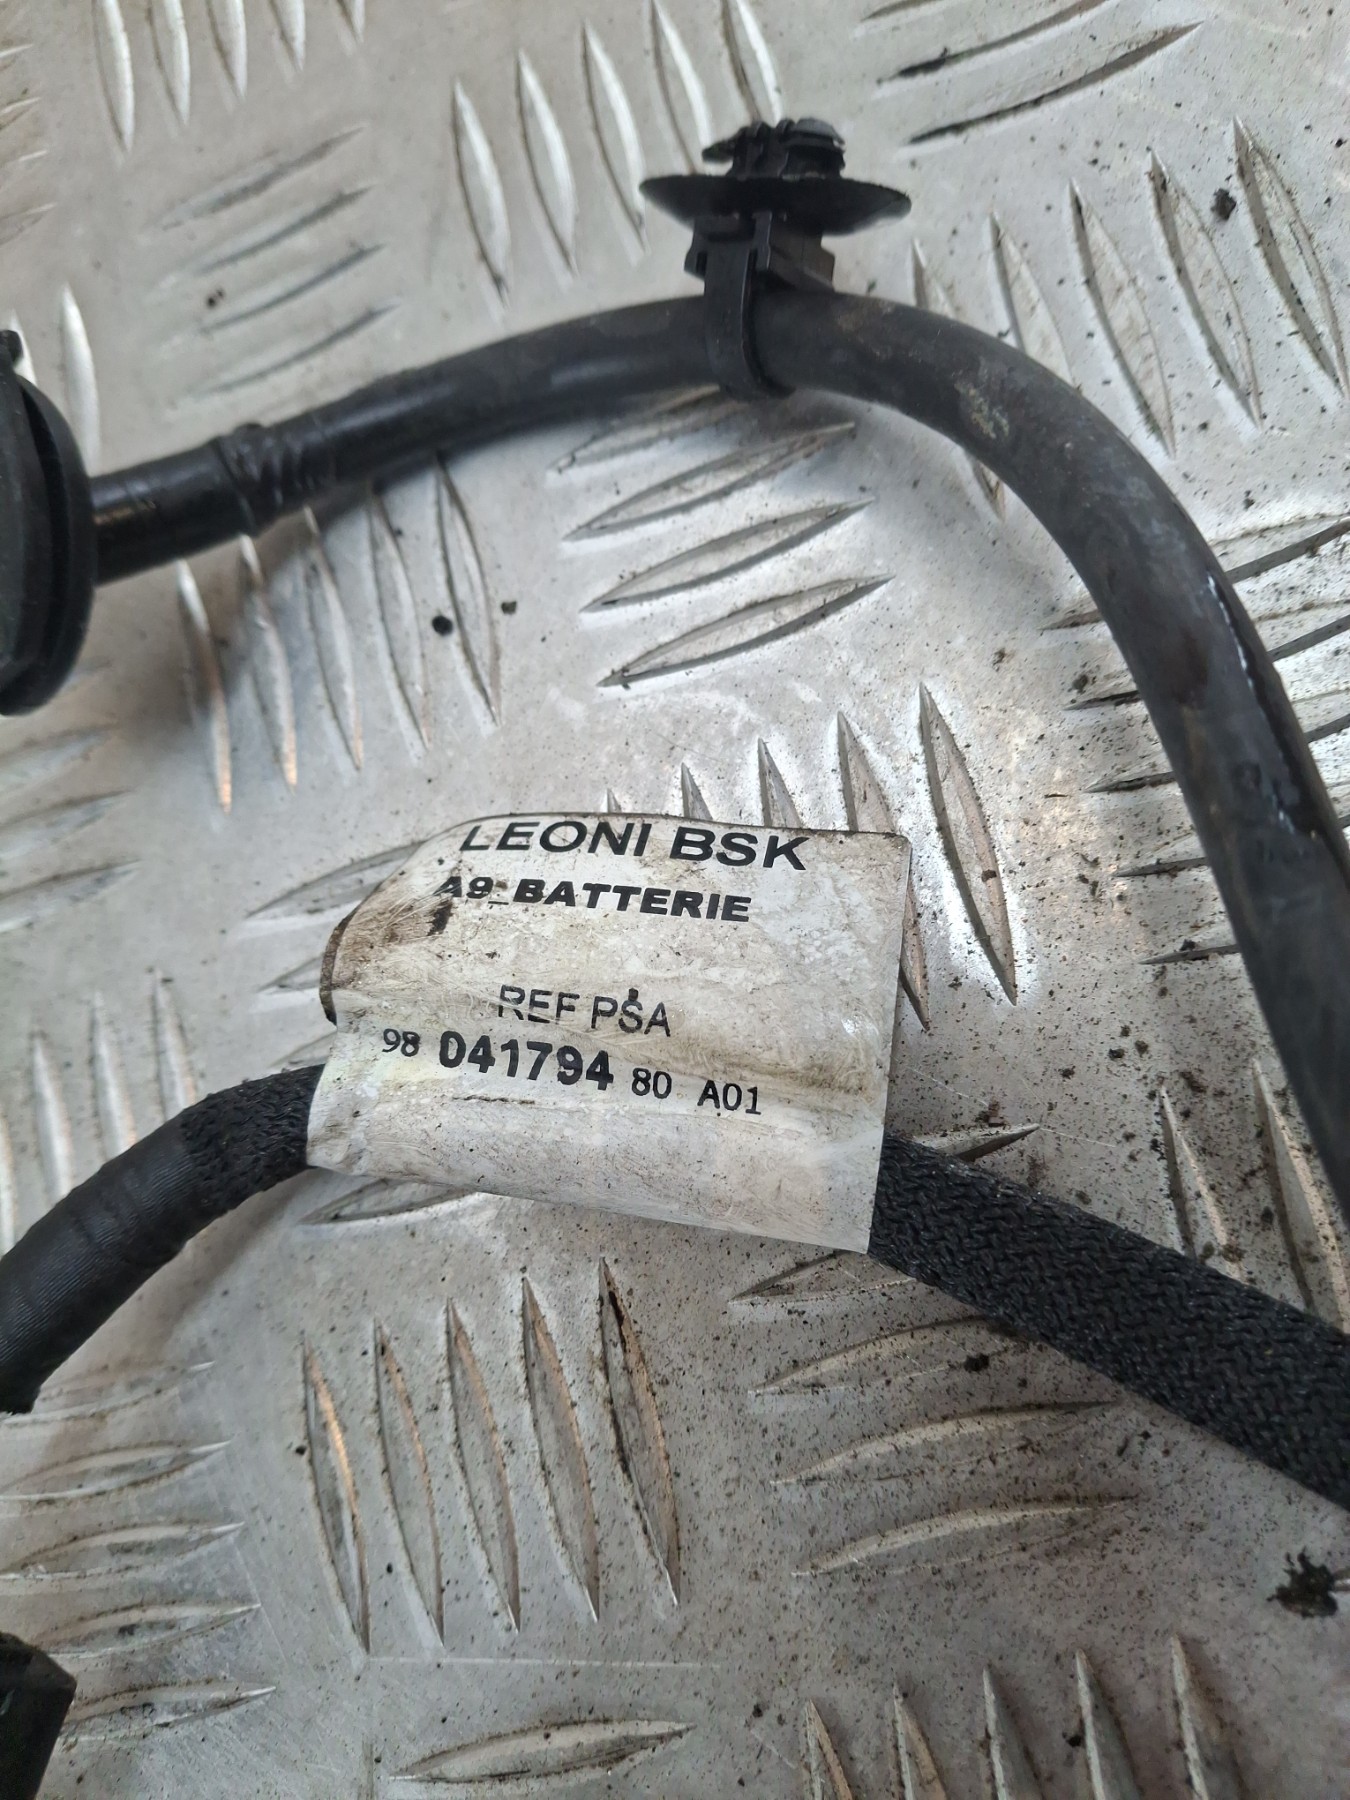 LEONI BSK
A9_BATTERIE
REF PSA
98 041794 80 A01